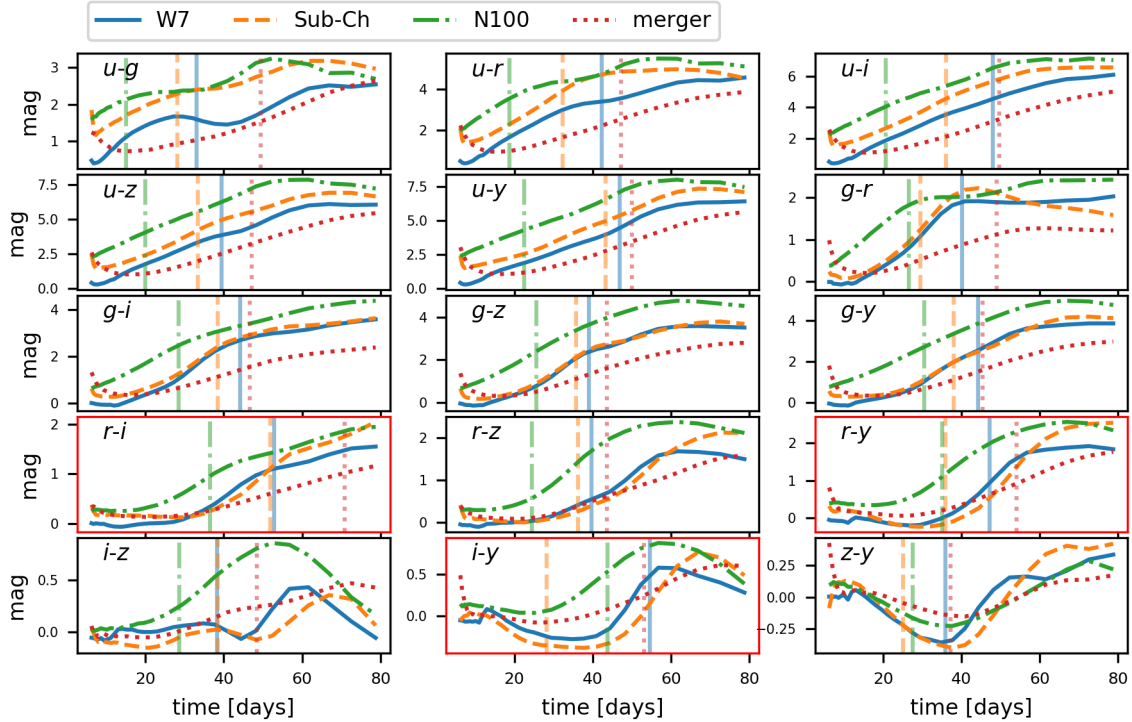 W7 Sub-Ch N100 merger
3
2
1
mag
u-g
4
2
u-r
6
4
2
u-i
7.5
5.0
2.5
0.0
mag
u-z
7.5
5.0
2.5
0.0
u-y
2
1
0
g-r
4
2
0
mag
g-i
4
2
0
g-z
4
2
0
g-y
2
1
0
mag
r-i
2
1
0
r-z
2
1
0
r-y
0.5
0.0
mag
i-z
0.5
0.0
i-y
0.25
0.00
−0.25
z-y
20 40 60 80
20 40 60 80
20 40 60 80
time [days]
time [days]
time [days]